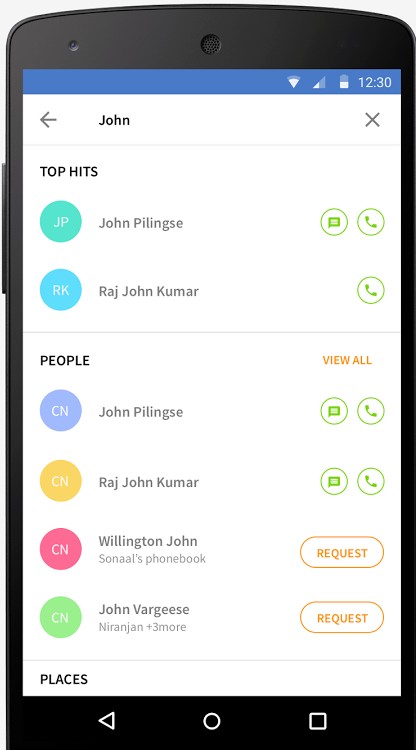 12:30
John
TOP HITS
JP John Pilingse
RK Raj John Kumar
PEOPLE VIEW ALL
CN John Pilingse
CN Raj John Kumar
CN Willington John
Sonaal's phonebook
REQUEST
CN John Vargeese
Niranjan +3more
REQUEST
PLACES